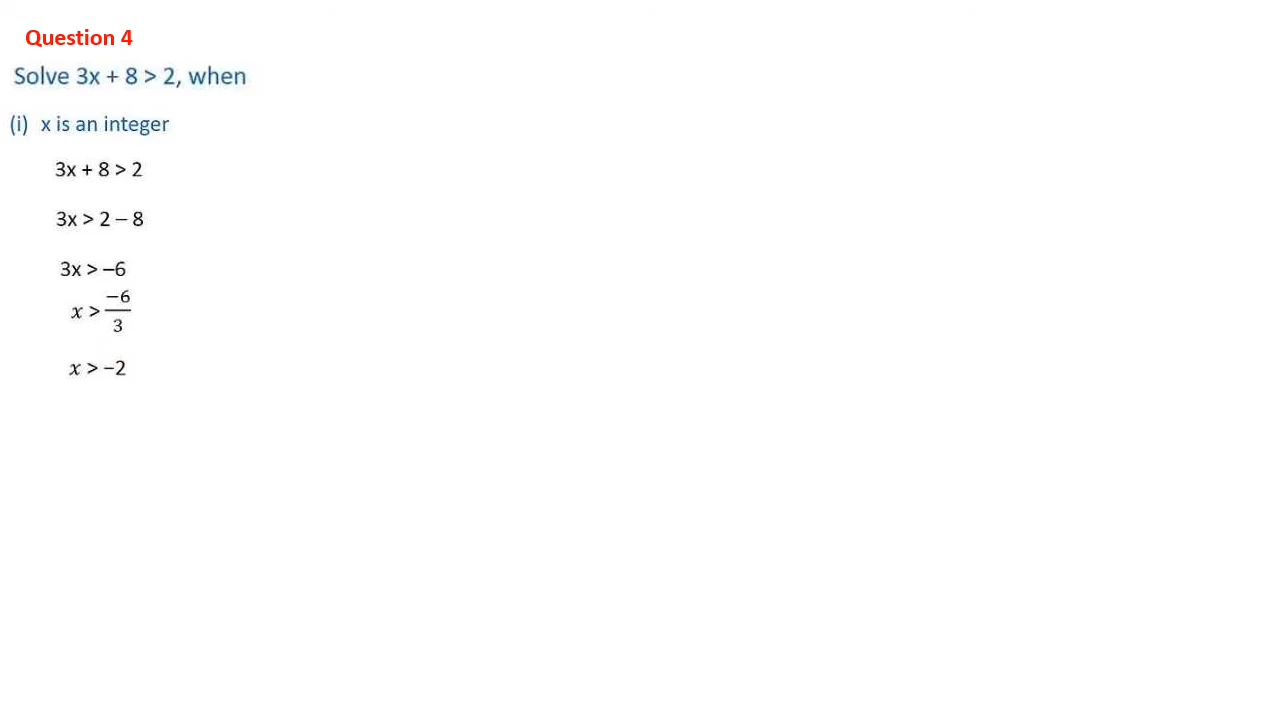 Question 4
Solve 3x + 8 > 2, when
(i) x is an integer
3x + 8 > 2
3x > 2 – 8
3x > –6
x > −6/3
x > −2